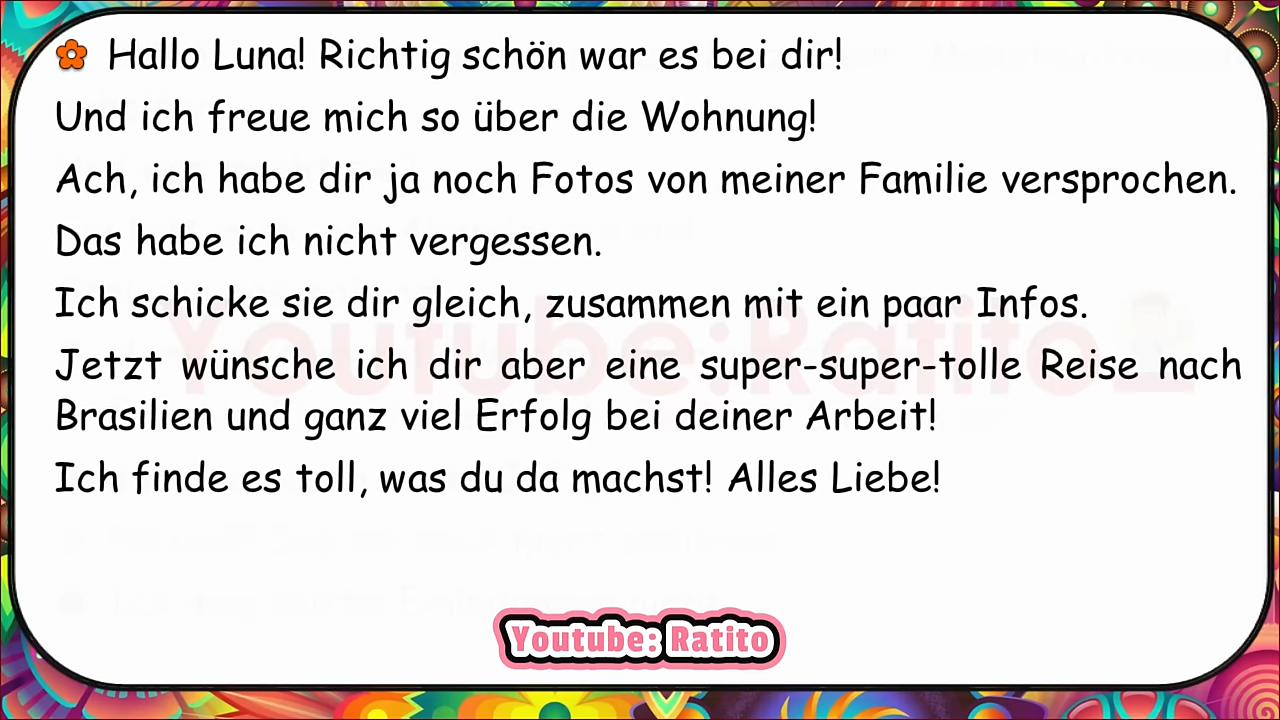 Hallo Luna! Richtig schön war es bei dir!
Und ich freue mich so über die Wohnung!
Ach, ich habe dir ja noch Fotos von meiner Familie versprochen.
Das habe ich nicht vergessen.
Ich schicke sie dir gleich, zusammen mit ein paar Infos.
Jetzt wünsche ich dir aber eine super-super-tolle Reise nach
Brasilien und ganz viel Erfolg bei deiner Arbeit!
Ich finde es toll, was du da machst! Alles Liebe!
Youtube:Ratito
Youtube: Ratito